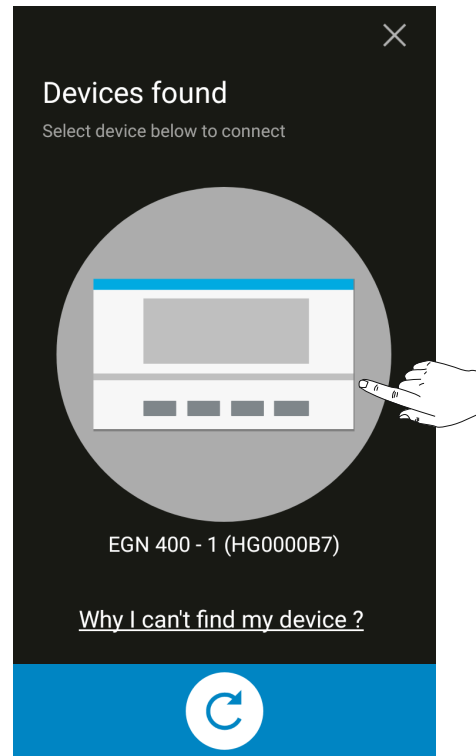 Devices found
Select device below to connect
EGN 400 - 1 (HG0000B7)
Why I can't find my device ?